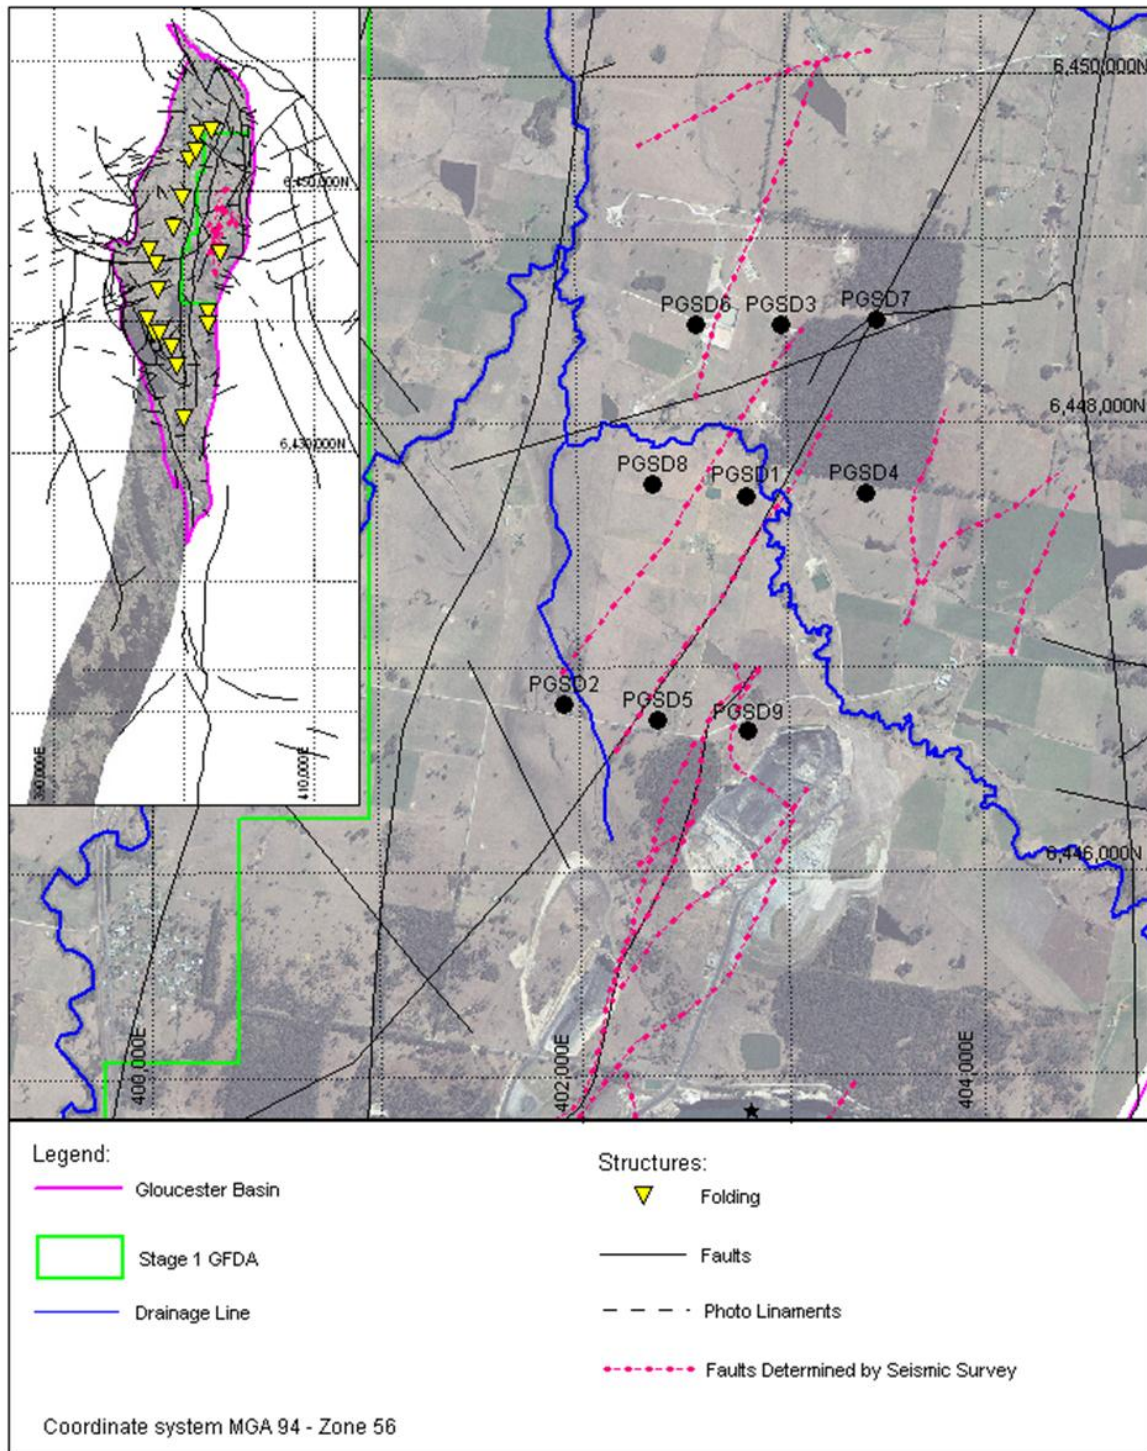 6,450,000N
6,450,000N
PGSD6
PGSD3
PGSD7
6,448,000N
6,430,000N
PGSD8
PGSD1
PGSD4
PGSD2
PGSD5
PGSD9
390,000E
410,000E
6,446,000N
400,000E
402,000E
404,000E
Legend:
Gloucester Basin
Stage 1 GFDA
Drainage Line
Structures:
Folding
Faults
Photo Linaments
Faults Determined by Seismic Survey
Coordinate system MGA 94 - Zone 56